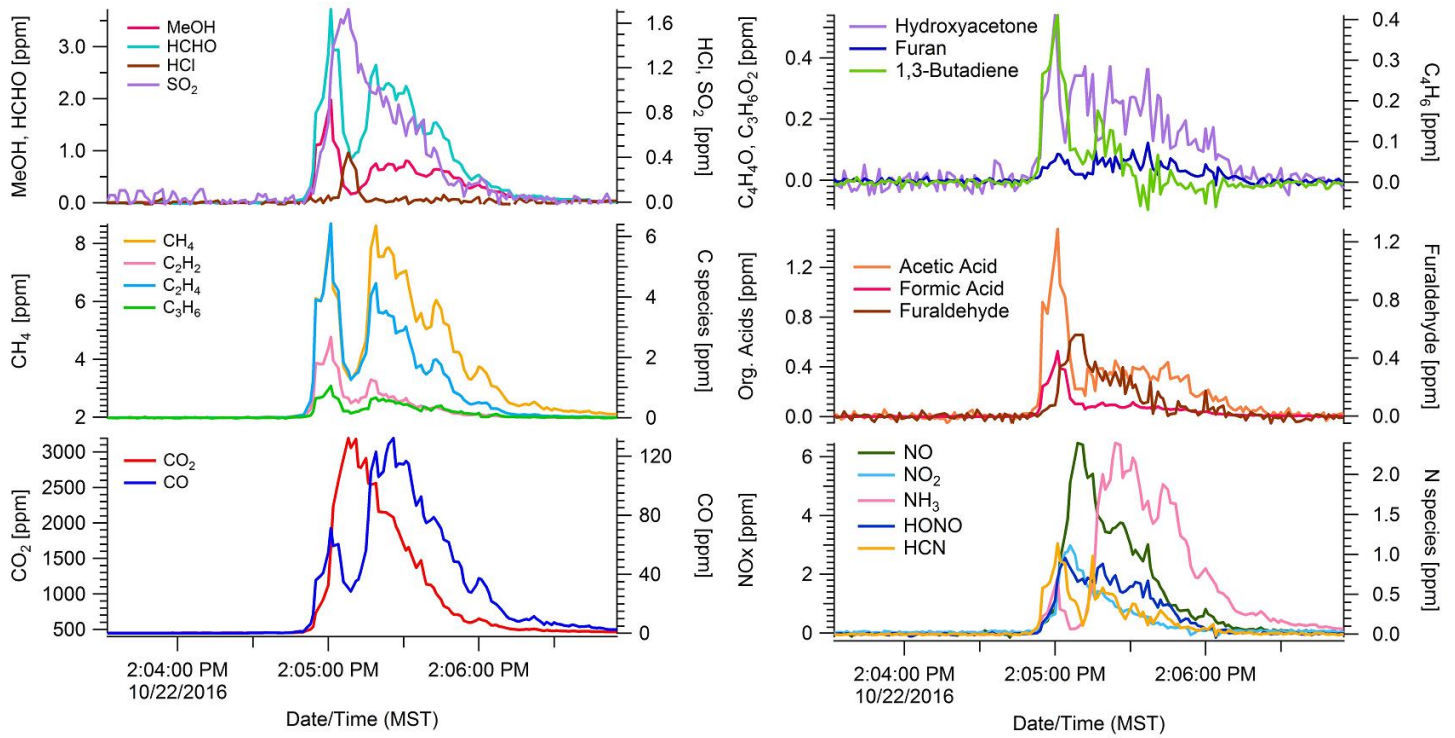 MeOH, HCHO [ppm]
3.0
2.0
1.0
0.0
MeOH
HCHO
HCl
SO2
1.6
1.2
0.8
0.4
0.0
HCl, SO2 [ppm]
CH4 [ppm]
8
6
4
2
CH4
C2H2
C2H4
C3H6
6
4
2
0
C species [ppm]
CO2 [ppm]
3000
2500
2000
1500
1000
500
CO2
CO
120
80
40
0
CO [ppm]
2:04:00 PM
10/22/2016
2:05:00 PM
2:06:00 PM
Date/Time (MST)
C4H4O, C3H6O2 [ppm]
0.4
0.2
0.0
Hydroxyacetone
Furan
1,3-Butadiene
0.4
0.3
0.2
0.1
0.0
C4H6 [ppm]
Org. Acids [ppm]
1.2
0.8
0.4
0.0
Acetic Acid
Formic Acid
Furaldehyde
1.2
0.8
0.4
0.0
Furaldehyde [ppm]
NOx [ppm]
6
4
2
0
NO
NO2
NH3
HONO
HCN
2.0
1.5
1.0
0.5
0.0
N species [ppm]
2:04:00 PM
10/22/2016
2:05:00 PM
2:06:00 PM
Date/Time (MST)